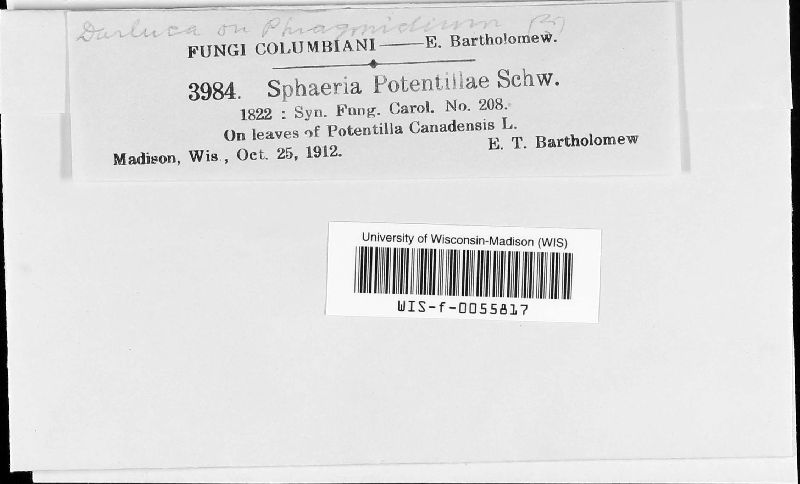 Darluca on Phragmidium
FUNGI COLUMBIANI — E. Bartholomew.
3984. Sphaeria Potentillae Schw.
1822 : Syn. Fung. Carol. No. 208.
On leaves of Potentilla Canadensis L.
Madison, Wis., Oct. 25, 1912. E. T. Bartholomew
University of Wisconsin-Madison (WIS)
WIS-f-0055817